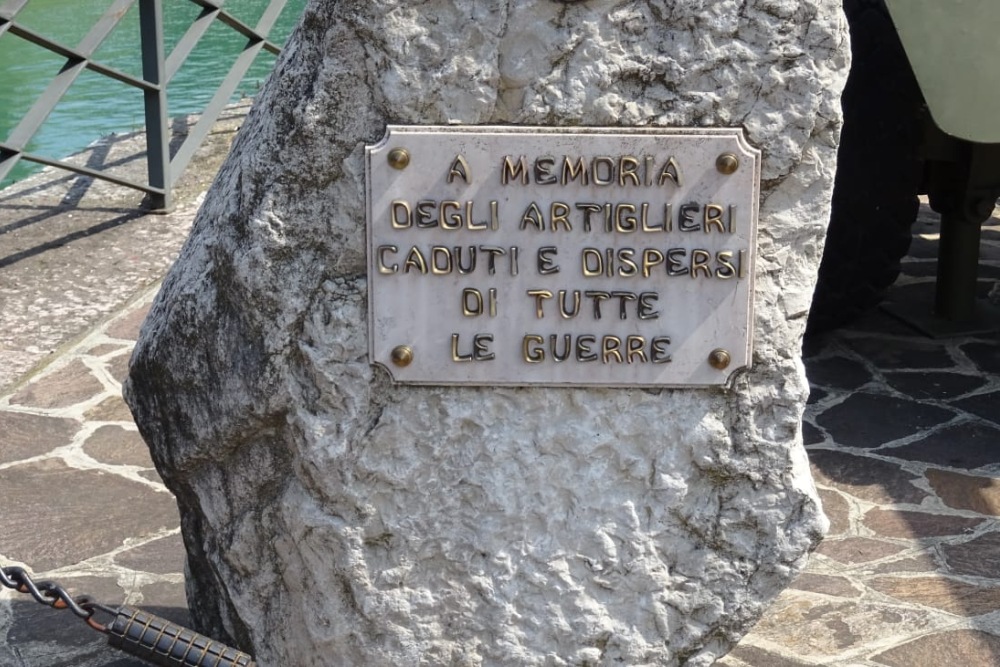 A MEMORIA
DEGLI ARTIGLIERI
CADUTI E DISPERSI
DI TUTTE
LE GUERRE